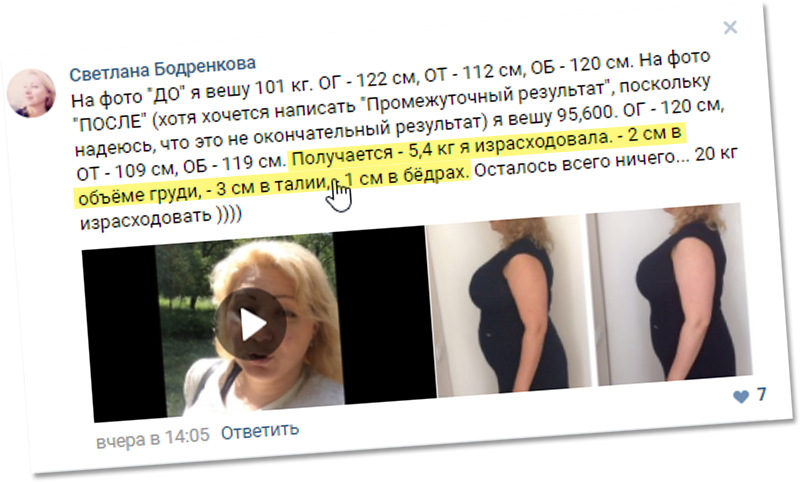 Светлана Бодренкова
На фото "ДО" я вешу 101 кг. ОГ - 122 см, ОТ - 112 см, ОБ - 120 см. На фото
"ПОСЛЕ" (хотя хочется написать "Промежуточный результат", поскольку
надеюсь, что это не окончательный результат) я вешу 95,600. ОГ - 120 см,
ОТ - 109 см, ОБ - 119 см. Получается - 5,4 кг я израсходовала. - 2 см в
объёме груди, - 3 см в талии, - 1 см в бёдрах. Осталось всего ничего... 20 кг
израсходовать ))))
вчера в 14:05 Ответить
7